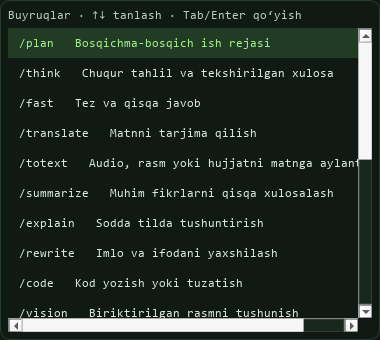 Buyruqlar · ↑↓ tanlash · Tab/Enter qo‘yish
/plan Bosqichma-bosqich ish rejasi
/think Chuqur tahlil va tekshirilgan xulosa
/fast Tez va qisqa javob
/translate Matnni tarjima qilish
/totext Audio, rasm yoki hujjatni matnga aylant
/summarize Muhim fikrlarni qisqa xulosalash
/explain Sodda tilda tushuntirish
/rewrite Imlo va ifodani yaxshilash
/code Kod yozish yoki tuzatish
/vision Biriktirilgan rasmni tushunish